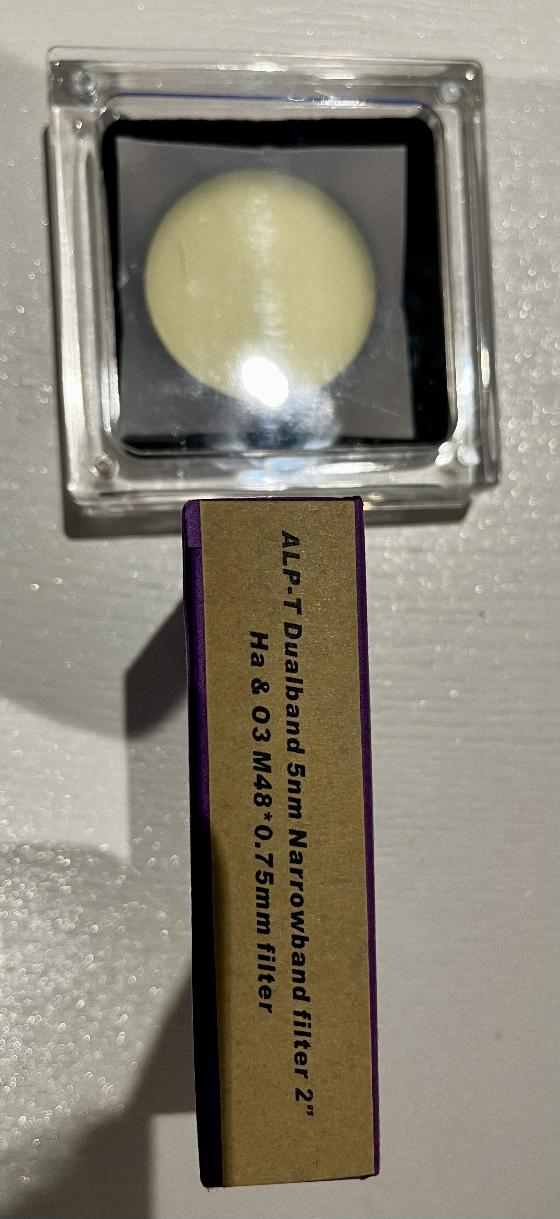 ALP-T Dualband 5nm Narrowband filter 2"
Ha & O3 M48*0.75mm filter